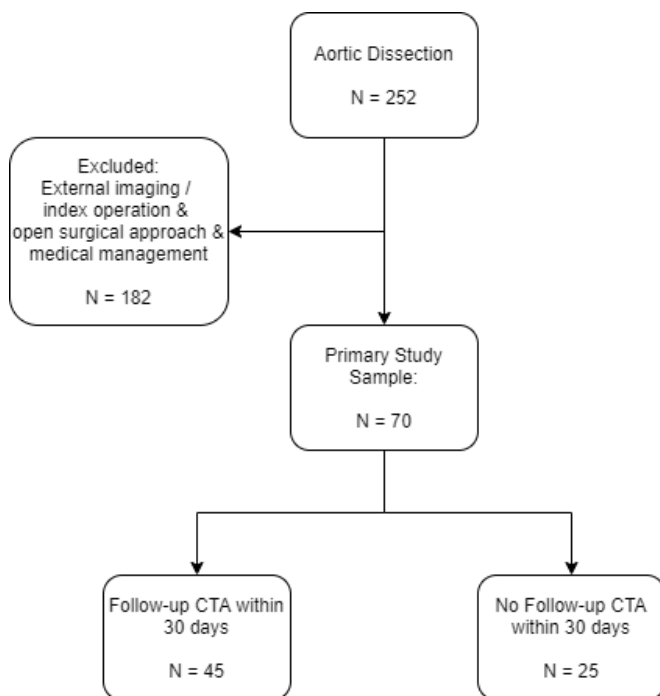 Aortic Dissection
N = 252
Excluded:
External imaging /
index operation &
open surgical approach &
medical management
N = 182
Primary Study
Sample:
N = 70
Follow-up CTA within
30 days
N = 45
No Follow-up CTA
within 30 days
N = 25